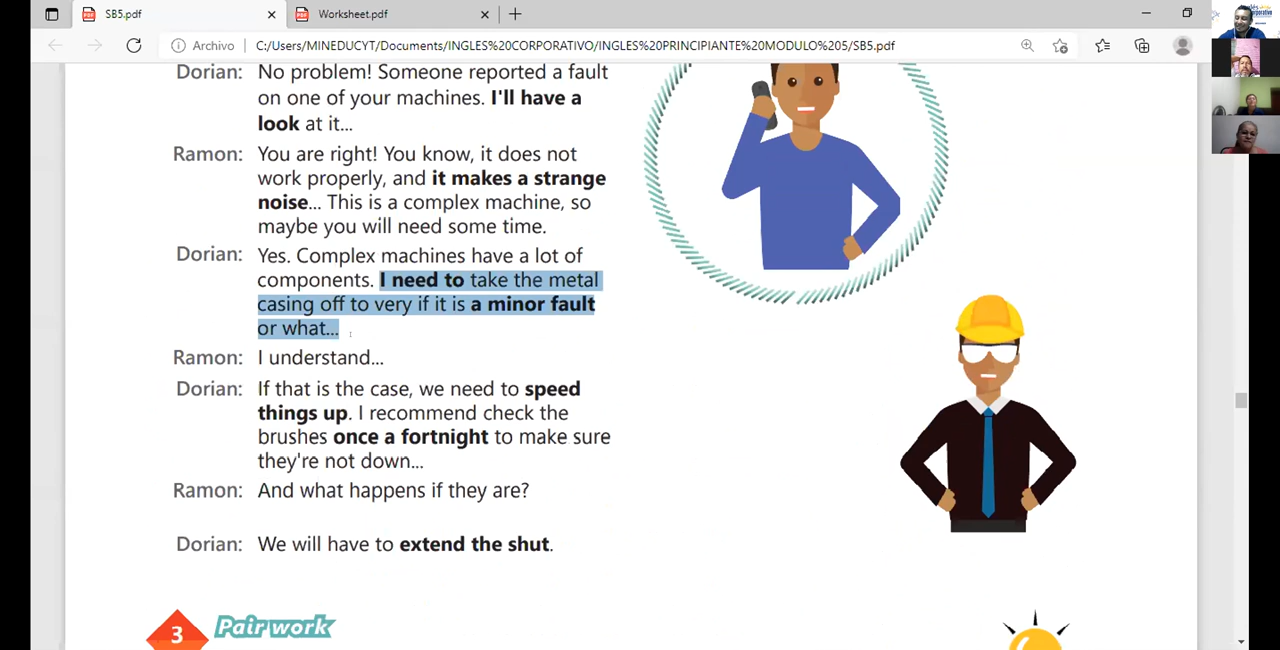 SB5.pdf
Worksheet.pdf
Archivo
C:/Users/MINEDUCYT/Documents/INGLES%20CORPORATIVO/INGLES%20PRINCIPIANTE%20MODULO%205/SB5.pdf
Dorian: No problem! Someone reported a fault
on one of your machines. I'll have a
look at it...
Ramon: You are right! You know, it does not
work properly, and it makes a strange
noise... This is a complex machine, so
maybe you will need some time.
Dorian: Yes. Complex machines have a lot of
components. I need to take the metal
casing off to very if it is a minor fault
or what...
Ramon: I understand...
Dorian: If that is the case, we need to speed
things up. I recommend check the
brushes once a fortnight to make sure
they're not down...
Ramon: And what happens if they are?
Dorian: We will have to extend the shut.
3 Pair work